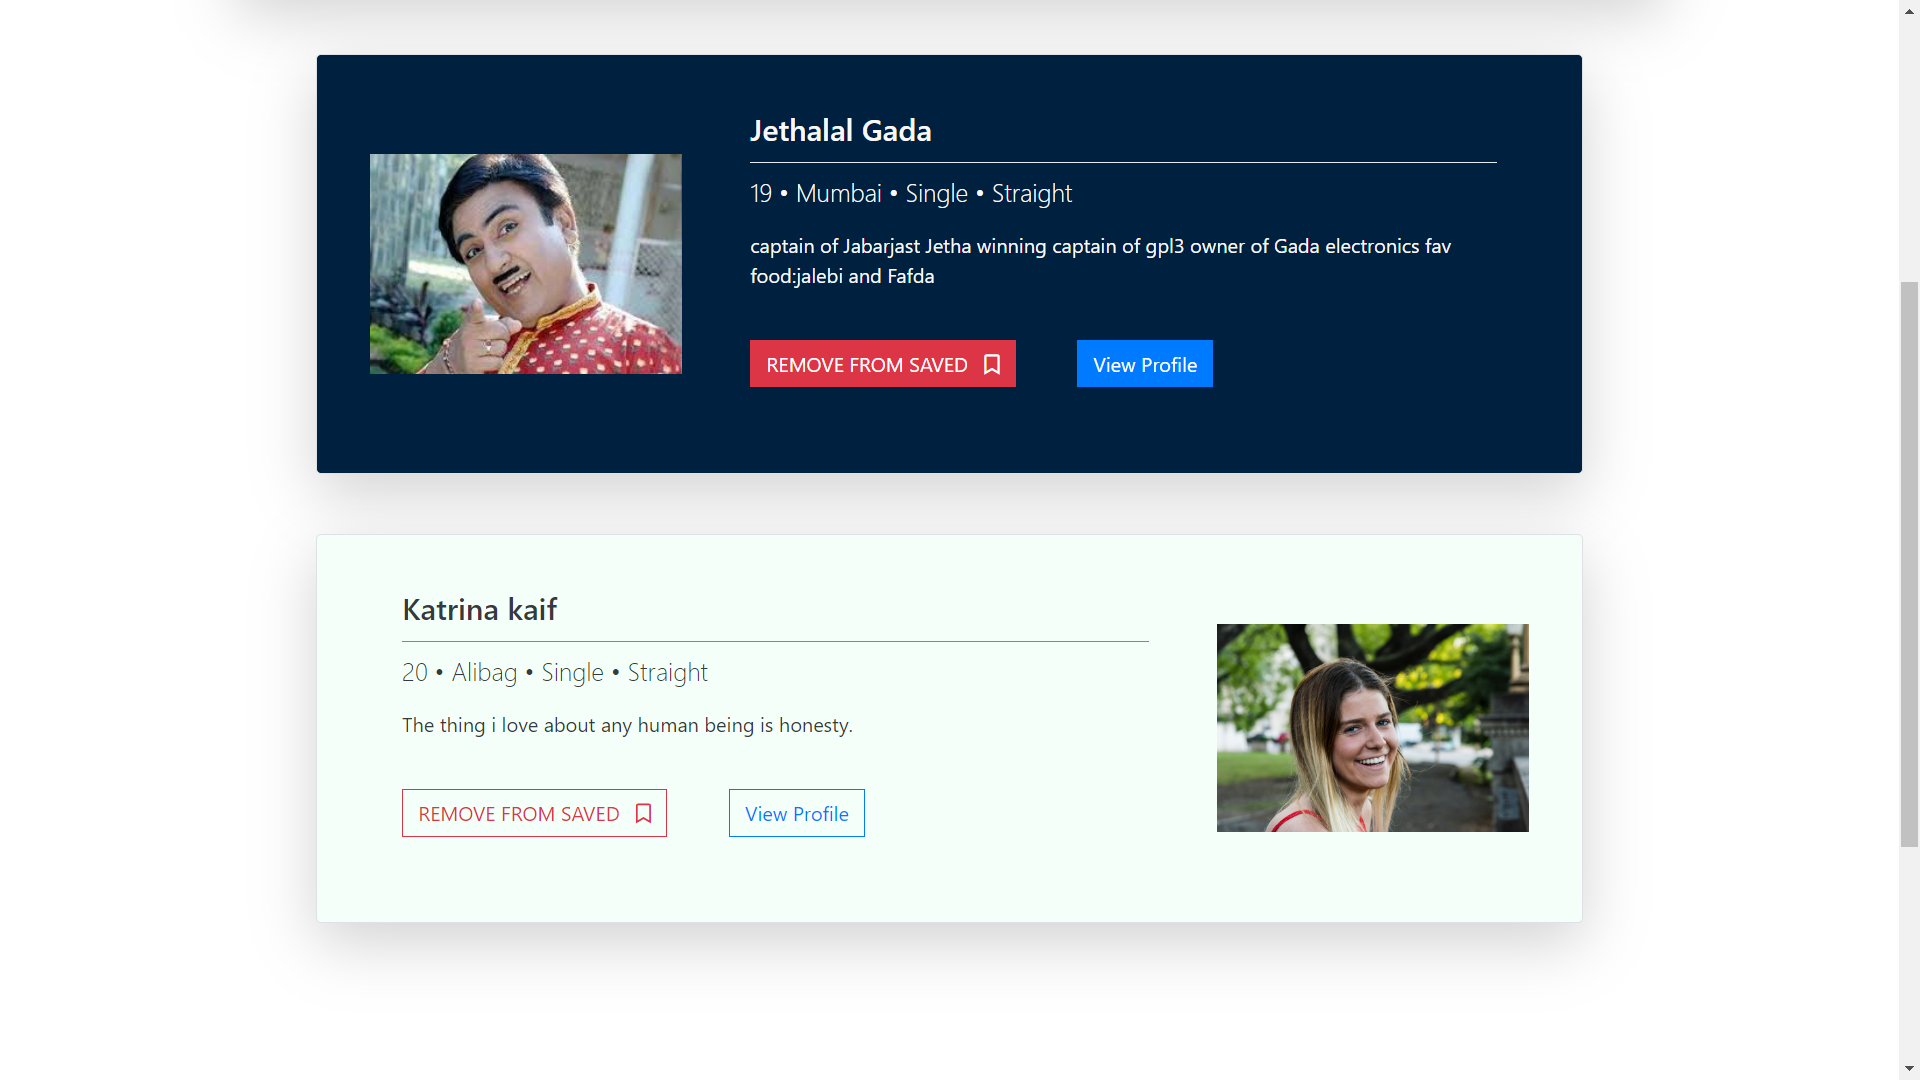 Jethalal Gada
19 • Mumbai • Single • Straight
captain of Jabarjast Jetha winning captain of gpl3 owner of Gada electronics fav
food:jalebi and Fafda
REMOVE FROM SAVED
View Profile
Katrina kaif
20 • Alibag • Single • Straight
The thing i love about any human being is honesty.
REMOVE FROM SAVED
View Profile